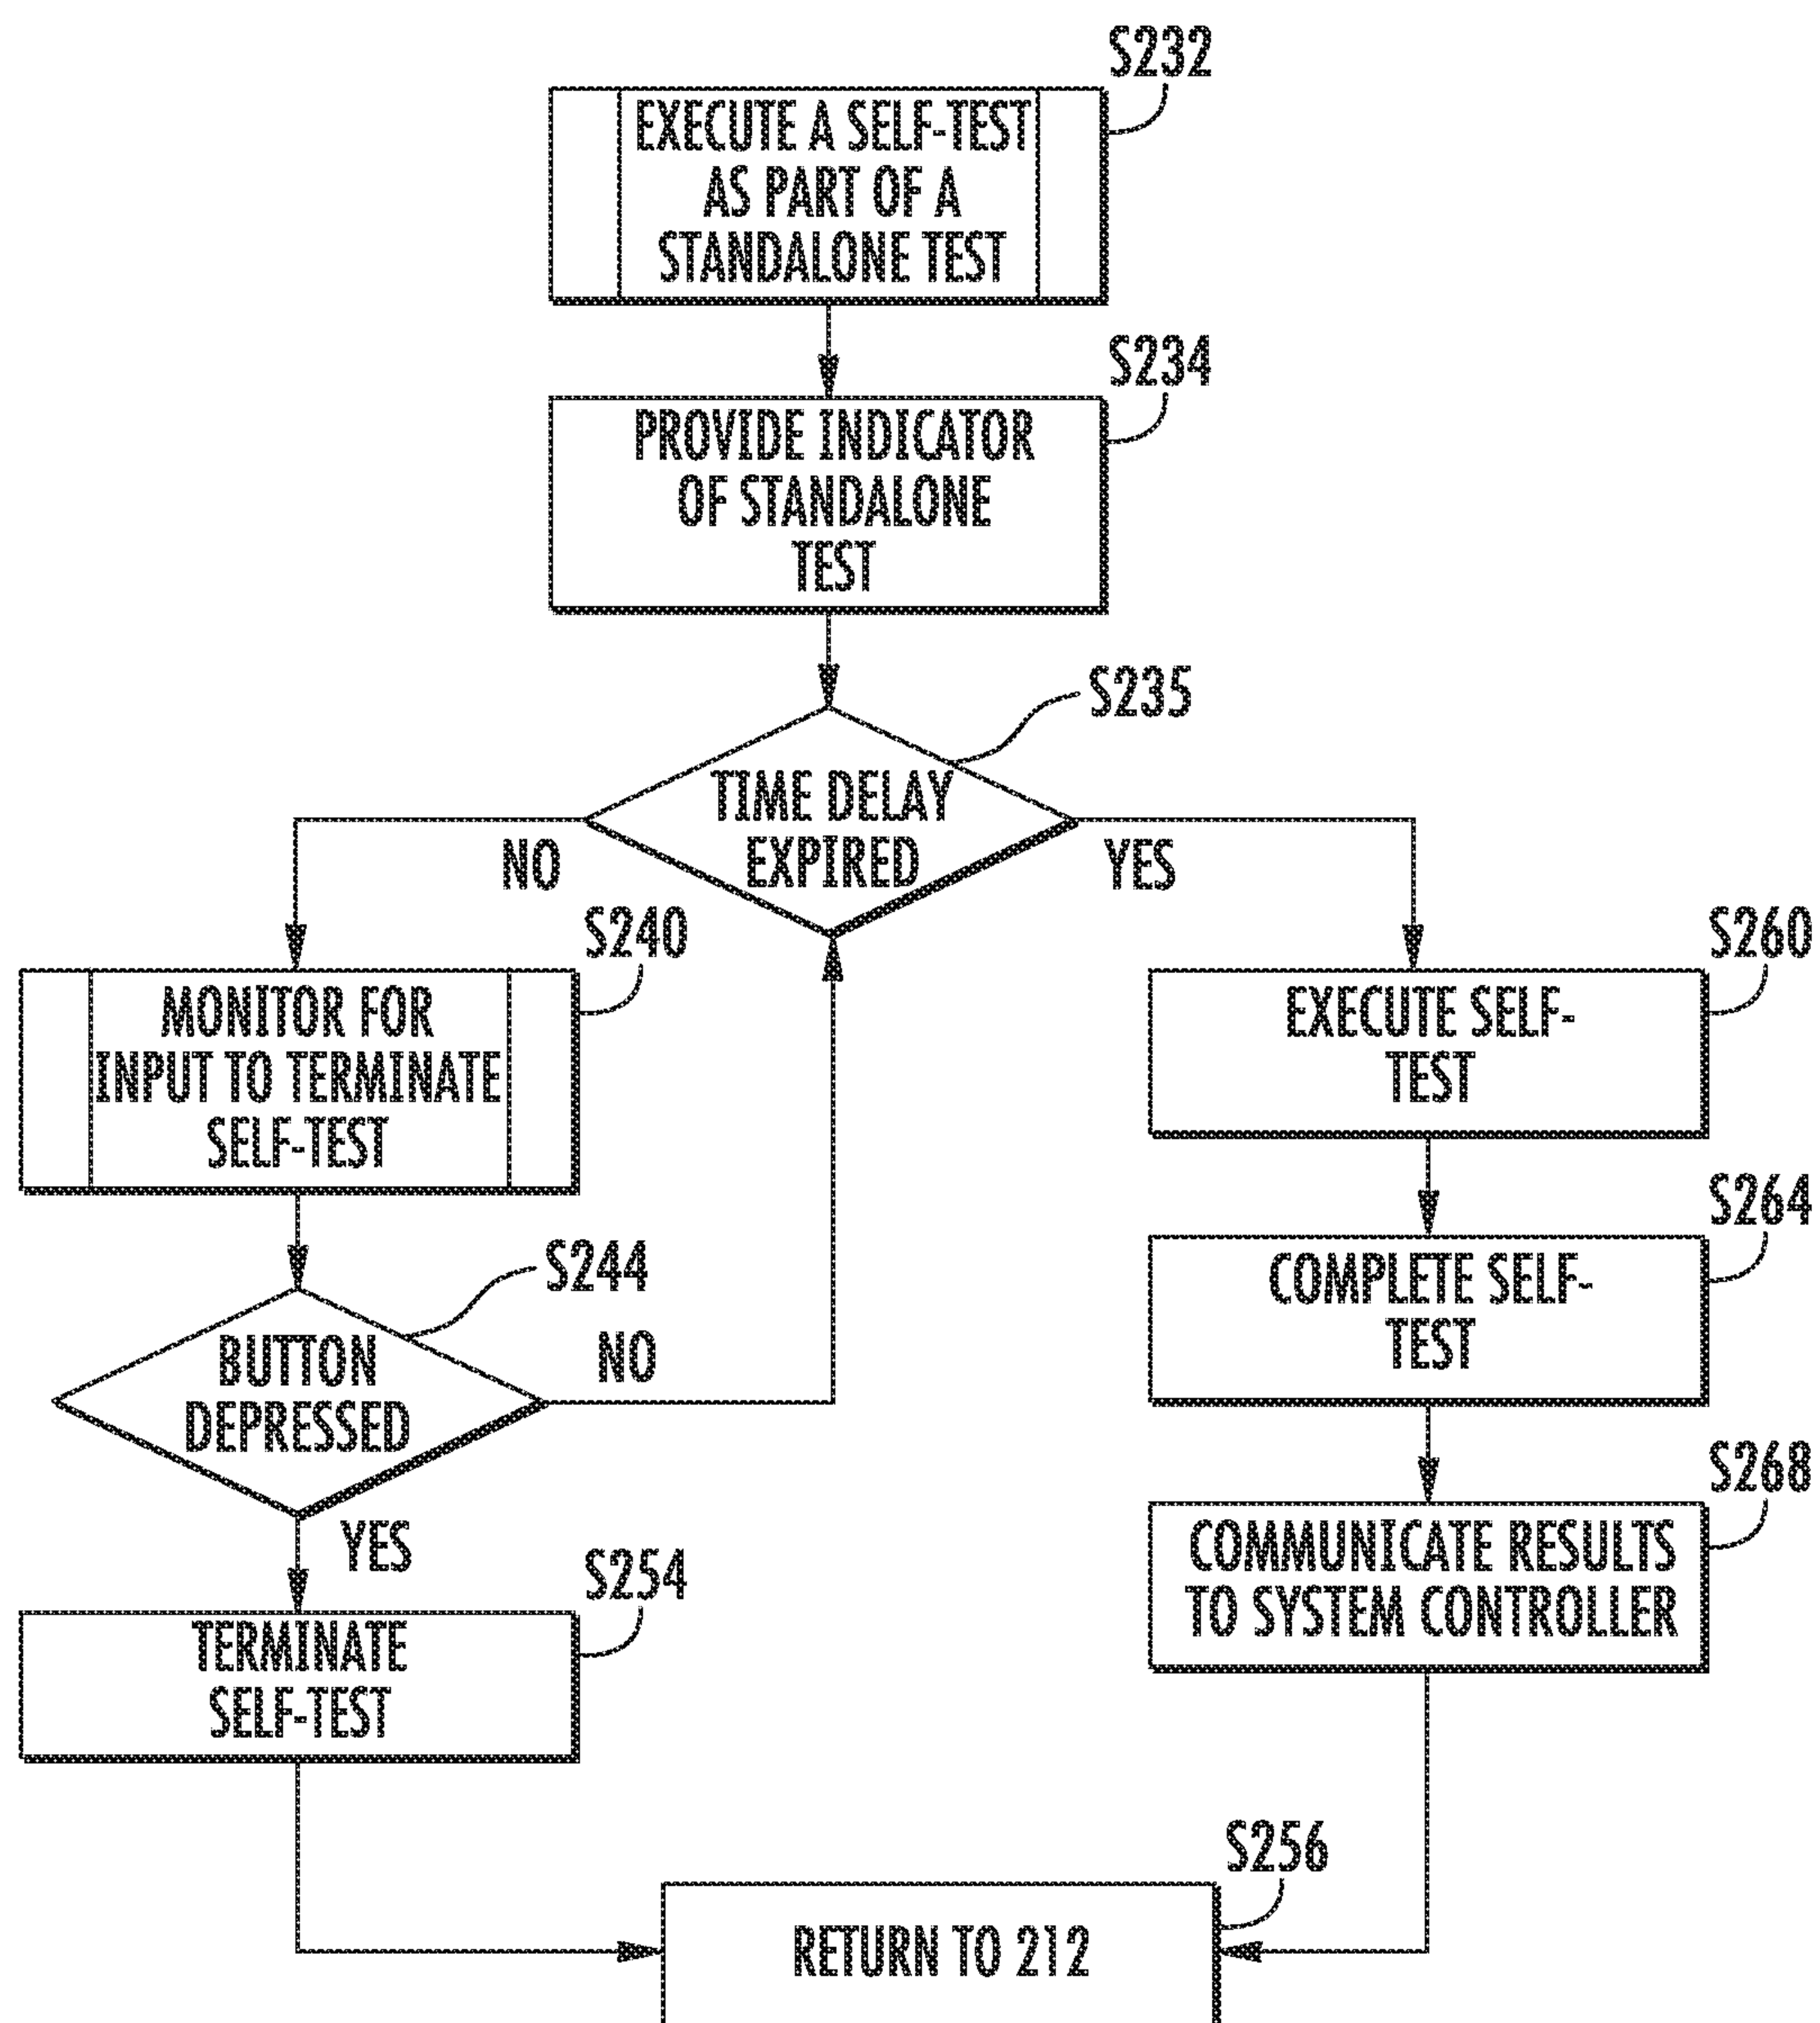 S232
EXECUTE A SELF-TEST
AS PART OF A
STANDALONE TEST
S234
PROVIDE INDICATOR
OF STANDALONE
TEST
S235
TIME DELAY
EXPIRED
NO
YES
S240
MONITOR FOR
INPUT TO TERMINATE
SELF-TEST
S260
EXECUTE SELF-
TEST
S244
BUTTON
DEPRESSED
NO
YES
S264
COMPLETE SELF-
TEST
S254
TERMINATE
SELF-TEST
S268
COMMUNICATE RESULTS
TO SYSTEM CONTROLLER
S256
RETURN TO 212